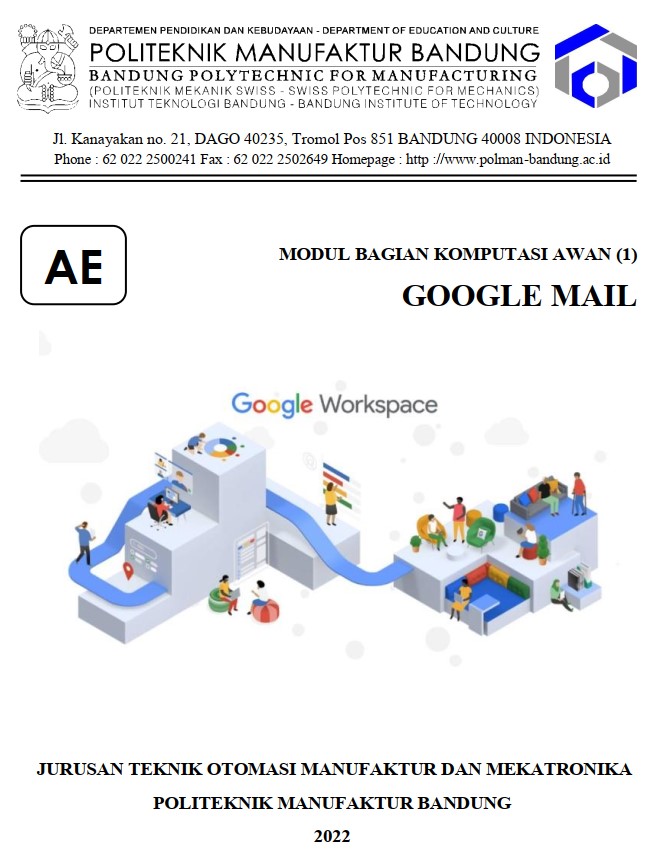 DEPARTEMEN PENDIDIKAN DAN KEBUDAYAAN - DEPARTMENT OF EDUCATION AND CULTURE
POLITEKNIK MANUFAKTUR BANDUNG
BANDUNG POLYTECHNIC FOR MANUFACTURING
(POLITEKNIK MEKANIK SWISS - SWISS POLYTECHNIC FOR MECHANICS)
INSTITUT TEKNOLOGI BANDUNG - BANDUNG INSTITUTE OF TECHNOLOGY
Jl. Kanayakan no. 21, DAGO 40235, Tromol Pos 851 BANDUNG 40008 INDONESIA
Phone : 62 022 2500241 Fax : 62 022 2502649 Homepage : http ://www.polman-bandung.ac.id
AE
MODUL BAGIAN KOMPUTASI AWAN (1)
GOOGLE MAIL
Google Workspace
JURUSAN TEKNIK OTOMASI MANUFAKTUR DAN MEKATRONIKA
POLITEKNIK MANUFAKTUR BANDUNG
2022